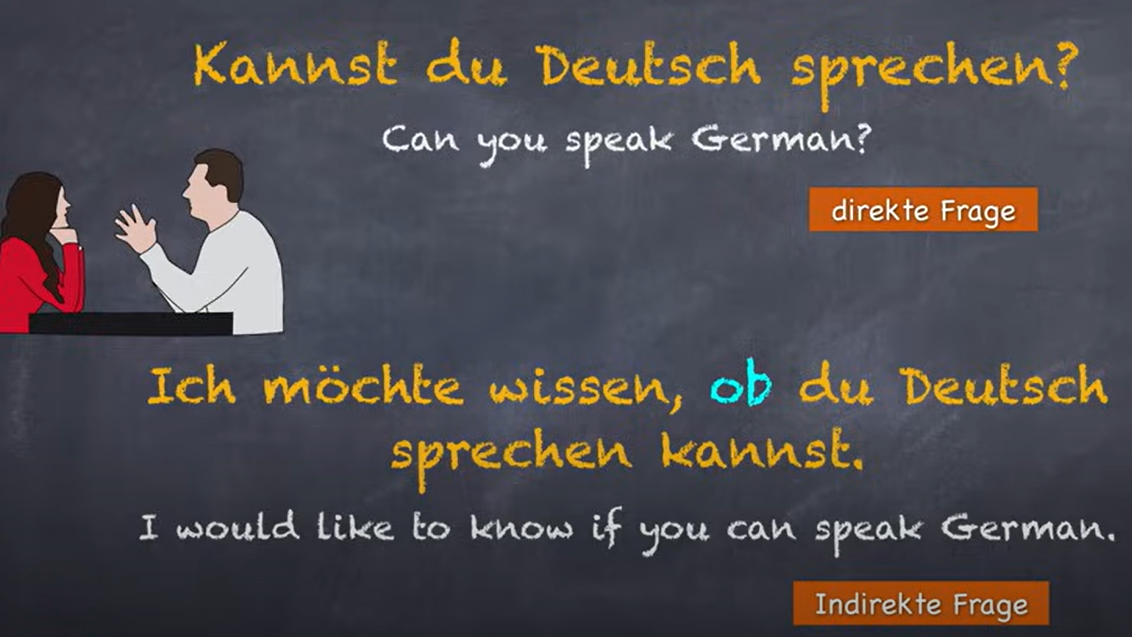 Kannst du Deutsch sprechen?
Can you speak German?
direkte Frage
Ich möchte wissen, ob du Deutsch
sprechen kannst.
I would like to know if you can speak German.
Indirekte Frage